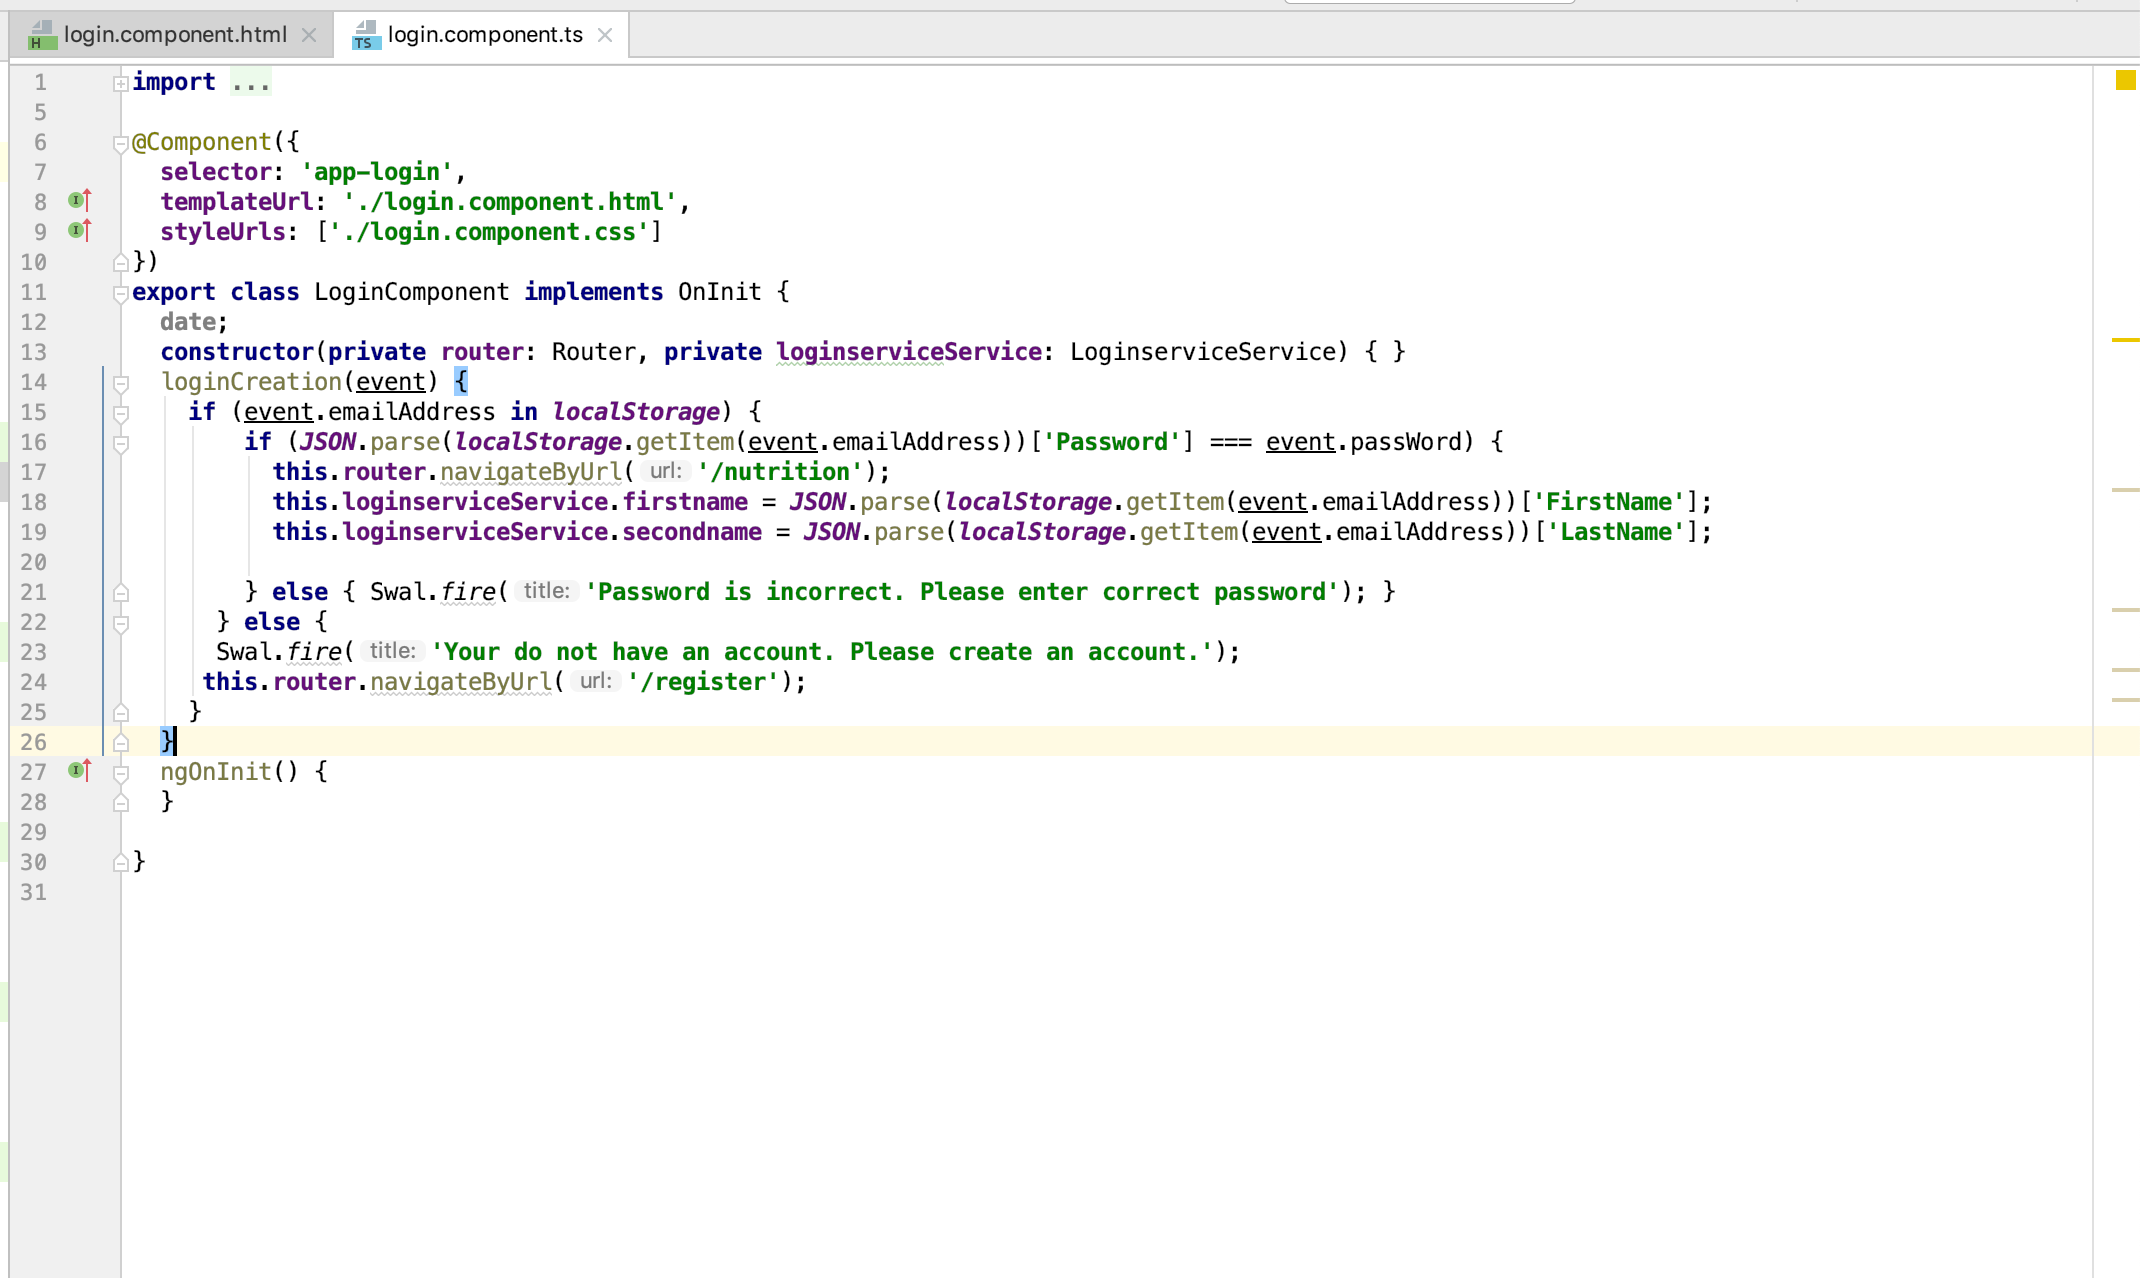 login.component.html
login.component.ts
1 import ...
5
6 @Component({
7 selector: 'app-login',
8 templateUrl: './login.component.html',
9 styleUrls: ['./login.component.css']
10 })
11 export class LoginComponent implements OnInit {
12 date;
13 constructor(private router: Router, private loginserviceService: LoginserviceService) { }
14 loginCreation(event) {
15 if (event.emailAddress in localStorage) {
16 if (JSON.parse(localStorage.getItem(event.emailAddress))['Password'] === event.passWord) {
17 this.router.navigateByUrl( url: '/nutrition');
18 this.loginserviceService.firstname = JSON.parse(localStorage.getItem(event.emailAddress))['FirstName'];
19 this.loginserviceService.secondname = JSON.parse(localStorage.getItem(event.emailAddress))['LastName'];
20
21 } else { Swal.fire( title: 'Password is incorrect. Please enter correct password'); }
22 } else {
23 Swal.fire( title: 'Your do not have an account. Please create an account.');
24 this.router.navigateByUrl( url: '/register');
25 }
26 }
27 ngOnInit() {
28 }
29
30 }
31